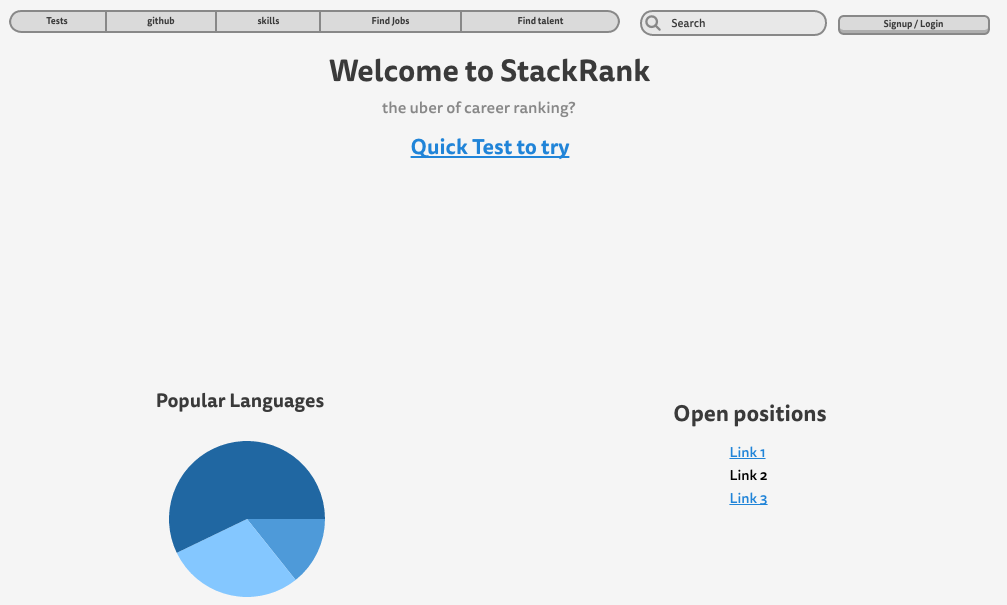 Tests github skills Find Jobs Find talent Search Signup / Login
Welcome to StackRank
the uber of career ranking?
Quick Test to try
Popular Languages
Open positions
Link 1
Link 2
Link 3